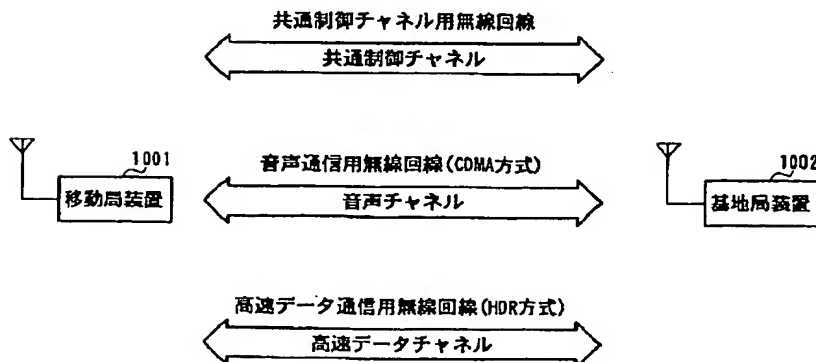 共通制御チャネル用無線回線
共通制御チャネル
1001
移動局装置
音声通信用無線回線(CDMA方式)
音声チャネル
1002
基地局装置
高速データ通信用無線回線(HDR方式)
高速データチャネル